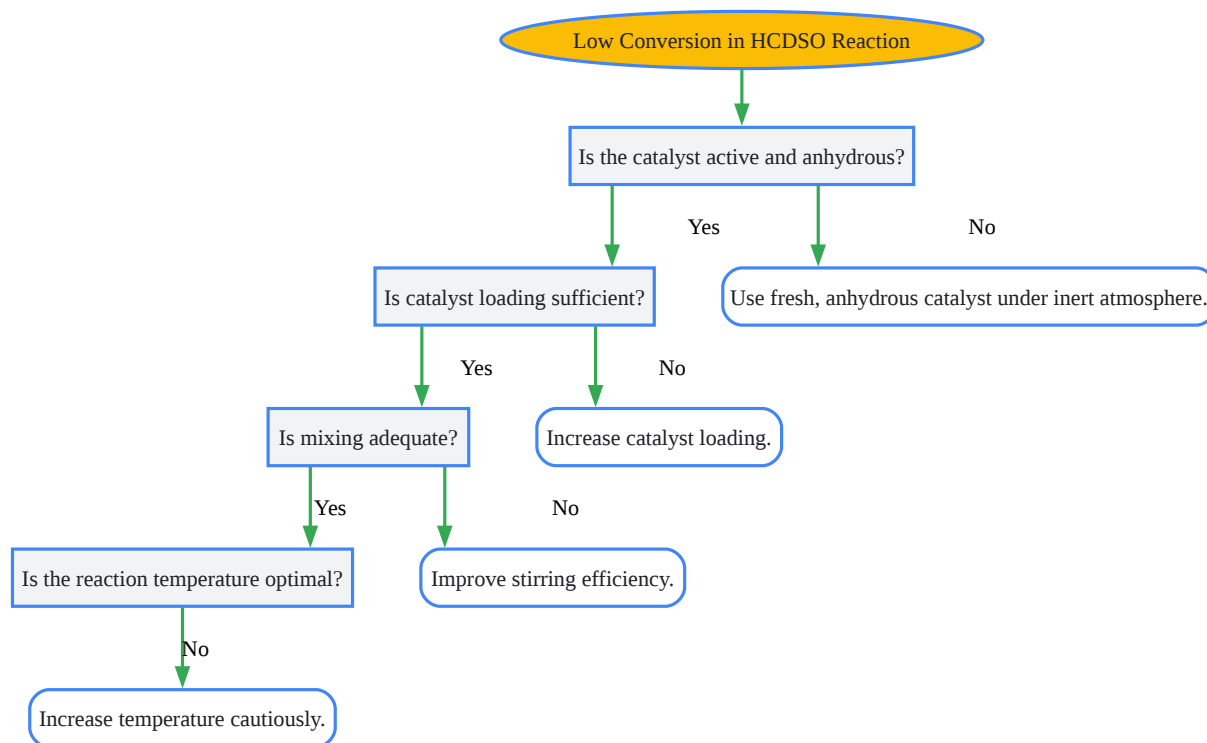 Low Conversion in HCDSO Reaction
Is the catalyst active and anhydrous?
Yes
No
Is catalyst loading sufficient?
Use fresh, anhydrous catalyst under inert atmosphere.
Yes
No
Is mixing adequate?
Increase catalyst loading.
Yes
No
Is the reaction temperature optimal?
Improve stirring efficiency.
No
Increase temperature cautiously.